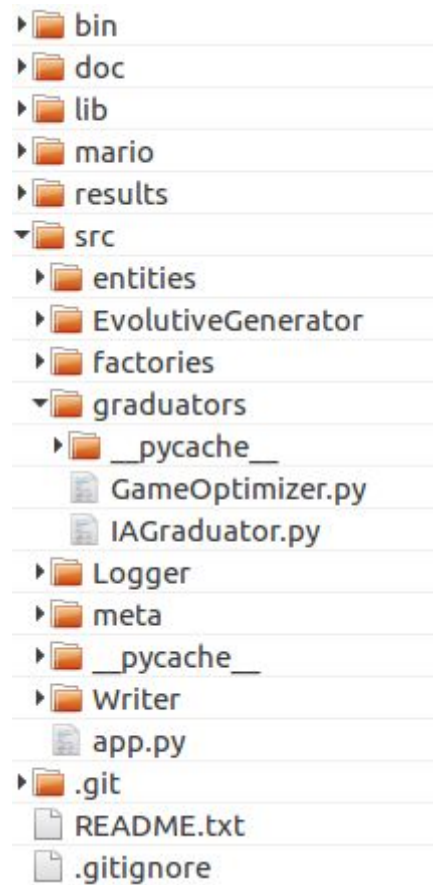 bin
doc
lib
mario
results
src
entities
EvolutiveGenerator
factories
graduators
__pycache__
GameOptimizer.py
IAGraduator.py
Logger
meta
__pycache__
Writer
app.py
.git
README.txt
.gitignore